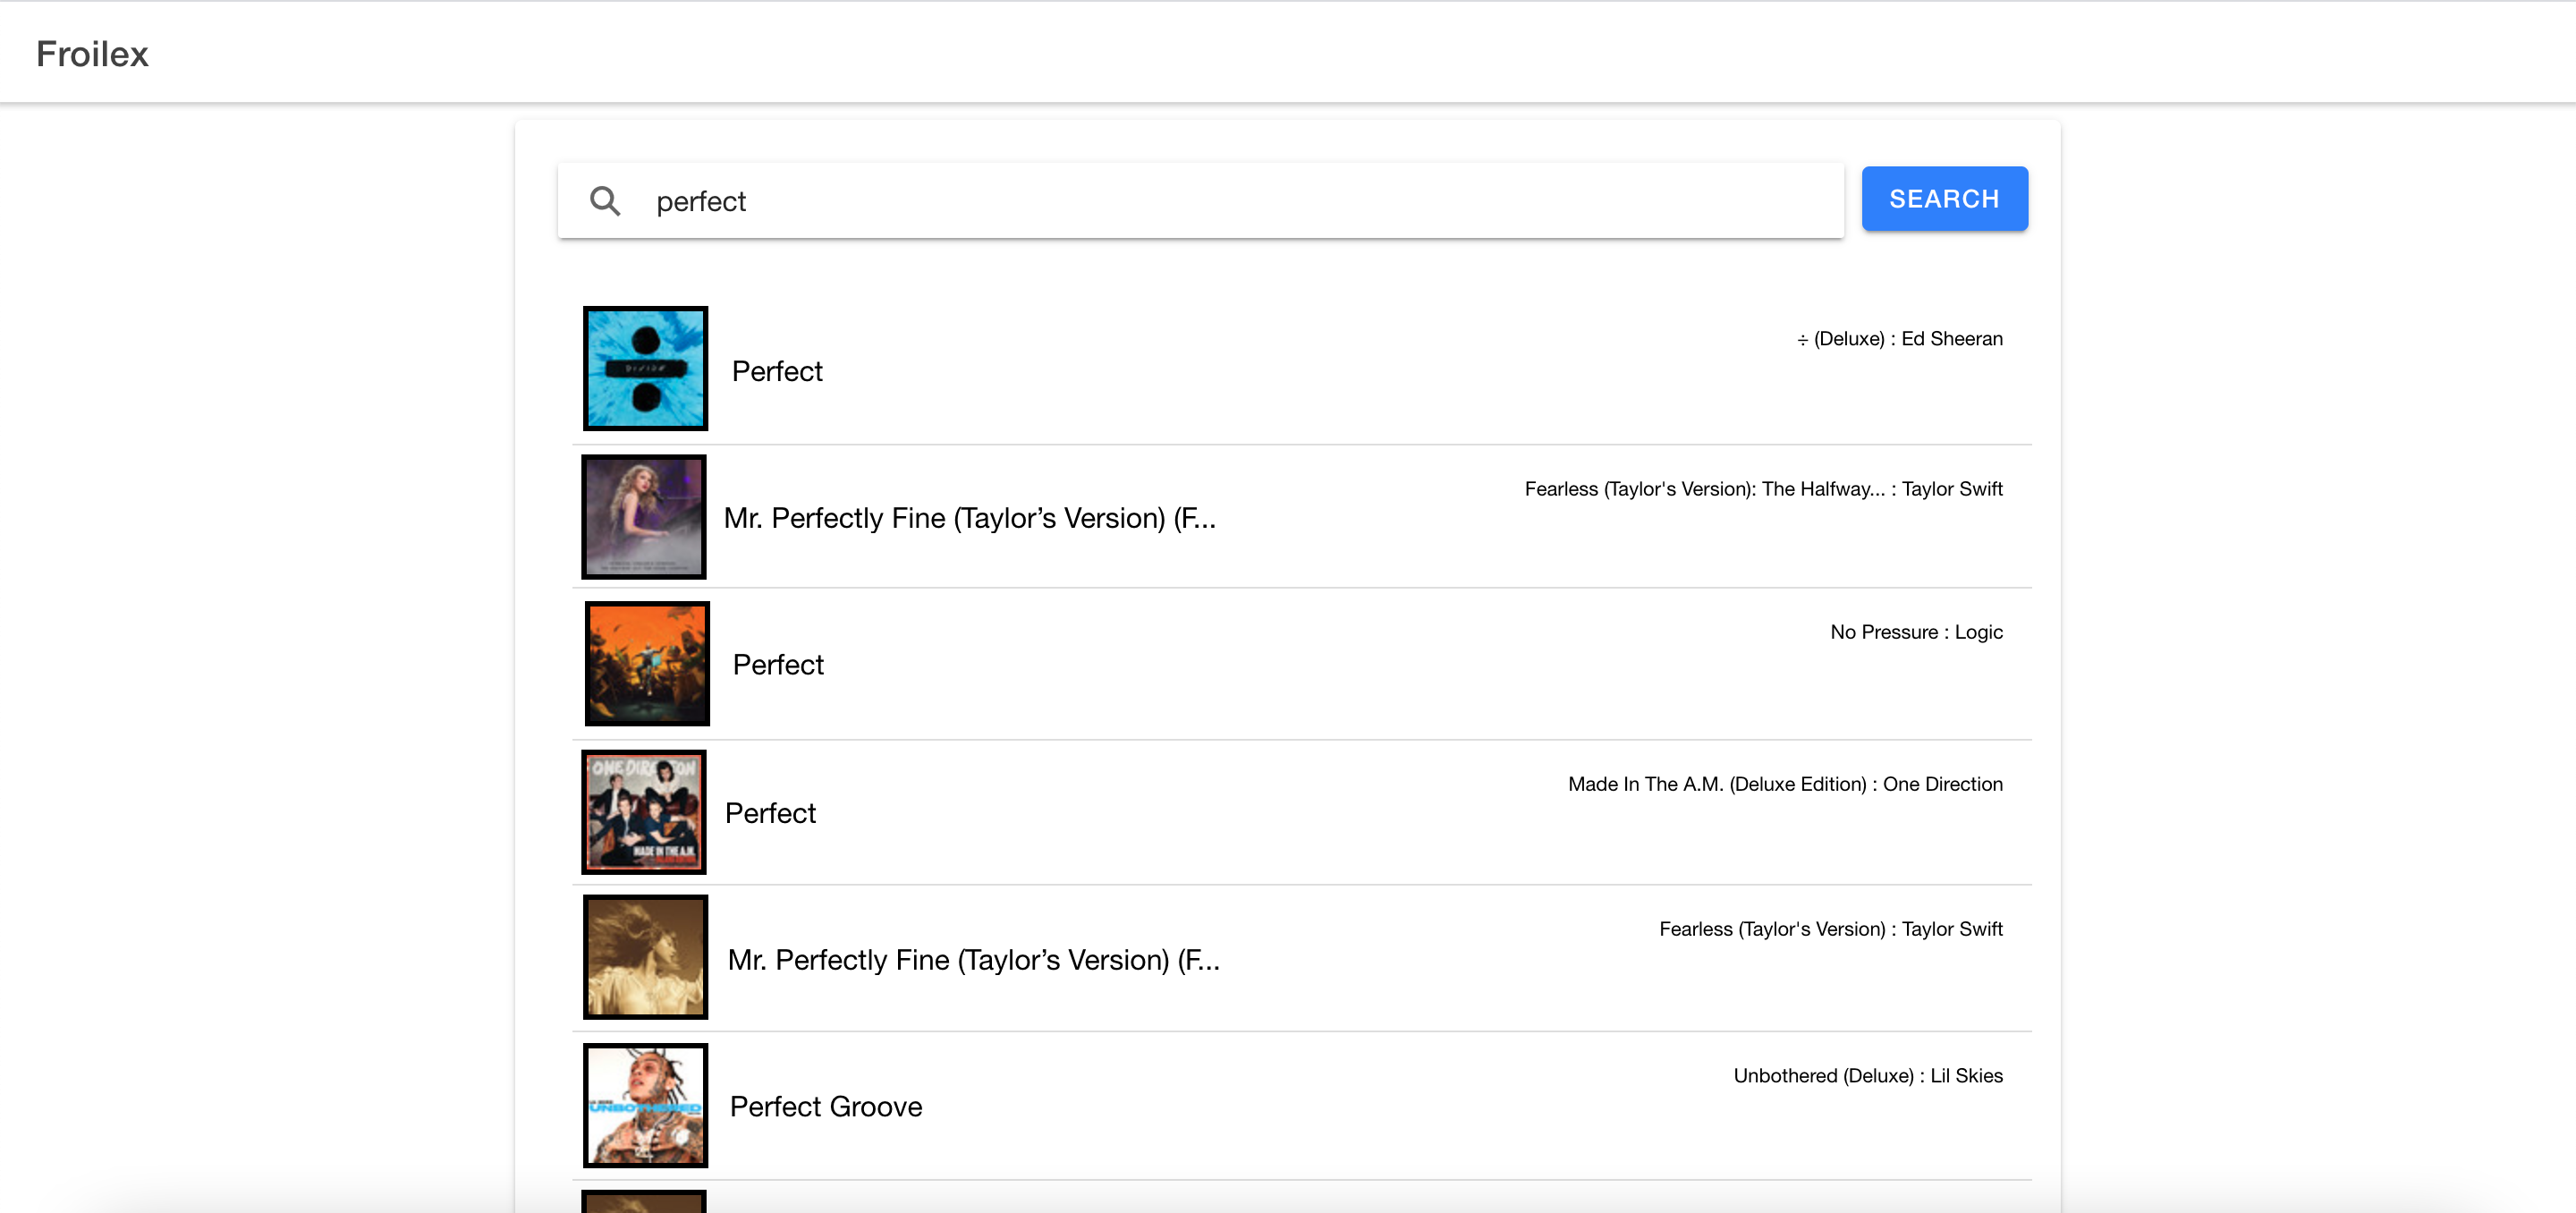 Froilex
perfect
SEARCH
÷ (Deluxe) : Ed Sheeran
DIVIDE
Perfect
Fearless (Taylor's Version): The Halfway... : Taylor Swift
Mr. Perfectly Fine (Taylor’s Version) (F...
No Pressure : Logic
Perfect
Made In The A.M. (Deluxe Edition) : One Direction
ONE DIRECTION
Perfect
MADE IN THE A.M.
Fearless (Taylor's Version) : Taylor Swift
Mr. Perfectly Fine (Taylor’s Version) (F...
Unbothered (Deluxe) : Lil Skies
UNBOTHERED
Perfect Groove